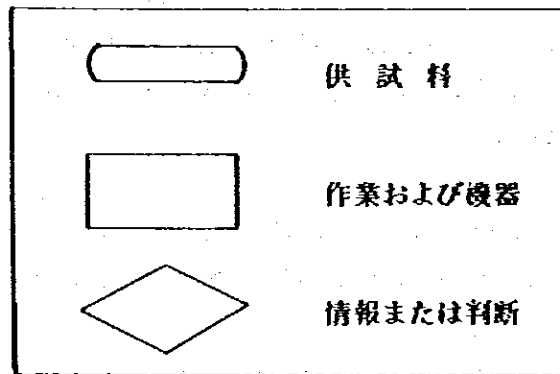 供試料
作業および機器
情報または判断